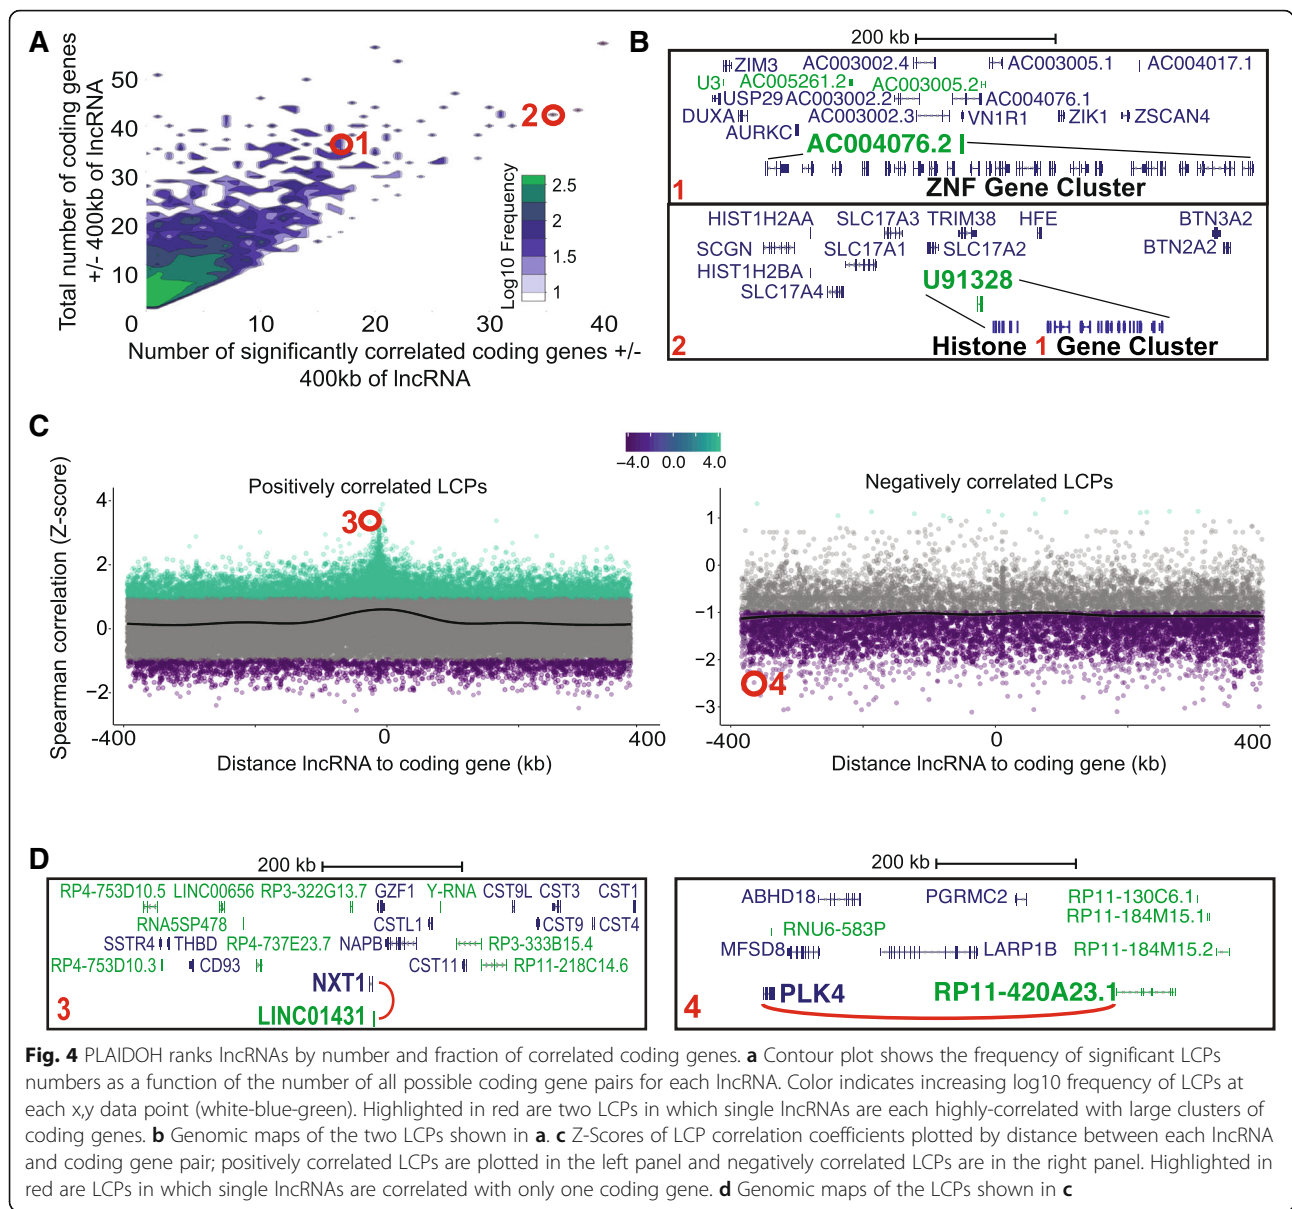 A
Total number of coding genes
+/- 400kb of lncRNA
50
40
30
20
10
0
10
20
30
40
Number of significantly correlated coding genes +/-
400kb of lncRNA
1
2
Log10 Frequency
2.5
2
1.5
1
B
200 kb
ZIM3 AC003002.4 AC003005.1 AC004017.1
U3 AC005261.2 AC003005.2
USP29 AC003002.2 AC004076.1
DUXA AC003002.3 VN1R1 ZIK1 ZSCAN4
AURKC
AC004076.2
ZNF Gene Cluster
1
HIST1H2AA SLC17A3 TRIM38 HFE BTN3A2
SCGN SLC17A1 SLC17A2 BTN2A2
HIST1H2BA
SLC17A4
U91328
Histone 1 Gene Cluster
2
C
−4.0 0.0 4.0
Spearman correlation (Z-score)
Positively correlated LCPs
4
2
0
−2
3
-400 0 400
Distance lncRNA to coding gene (kb)
Negatively correlated LCPs
1
0
−1
−2
−3
4
-400 0 400
Distance lncRNA to coding gene (kb)
D
200 kb
RP4-753D10.5 LINC00656 RP3-322G13.7 GZF1 Y-RNA CST9L CST3 CST1
RNA5SP478 CSTL1 CST9 CST4
SSTR4 THBD RP4-737E23.7 NAPB RP3-333B15.4
RP4-753D10.3 CD93 CST11 RP11-218C14.6
NXT1
LINC01431
3
200 kb
ABHD18 PGRMC2 RP11-130C6.1
RP11-184M15.1
RNU6-583P
MFSD8 LARP1B RP11-184M15.2
PLK4 RP11-420A23.1
4
Fig. 4 PLAIDOH ranks lncRNAs by number and fraction of correlated coding genes. a Contour plot shows the frequency of significant LCPs
numbers as a function of the number of all possible coding gene pairs for each lncRNA. Color indicates increasing log10 frequency of LCPs at
each x,y data point (white-blue-green). Highlighted in red are two LCPs in which single lncRNAs are each highly-correlated with large clusters of
coding genes. b Genomic maps of the two LCPs shown in a. c Z-Scores of LCP correlation coefficients plotted by distance between each lncRNA
and coding gene pair; positively correlated LCPs are plotted in the left panel and negatively correlated LCPs are in the right panel. Highlighted in
red are LCPs in which single lncRNAs are correlated with only one coding gene. d Genomic maps of the LCPs shown in c